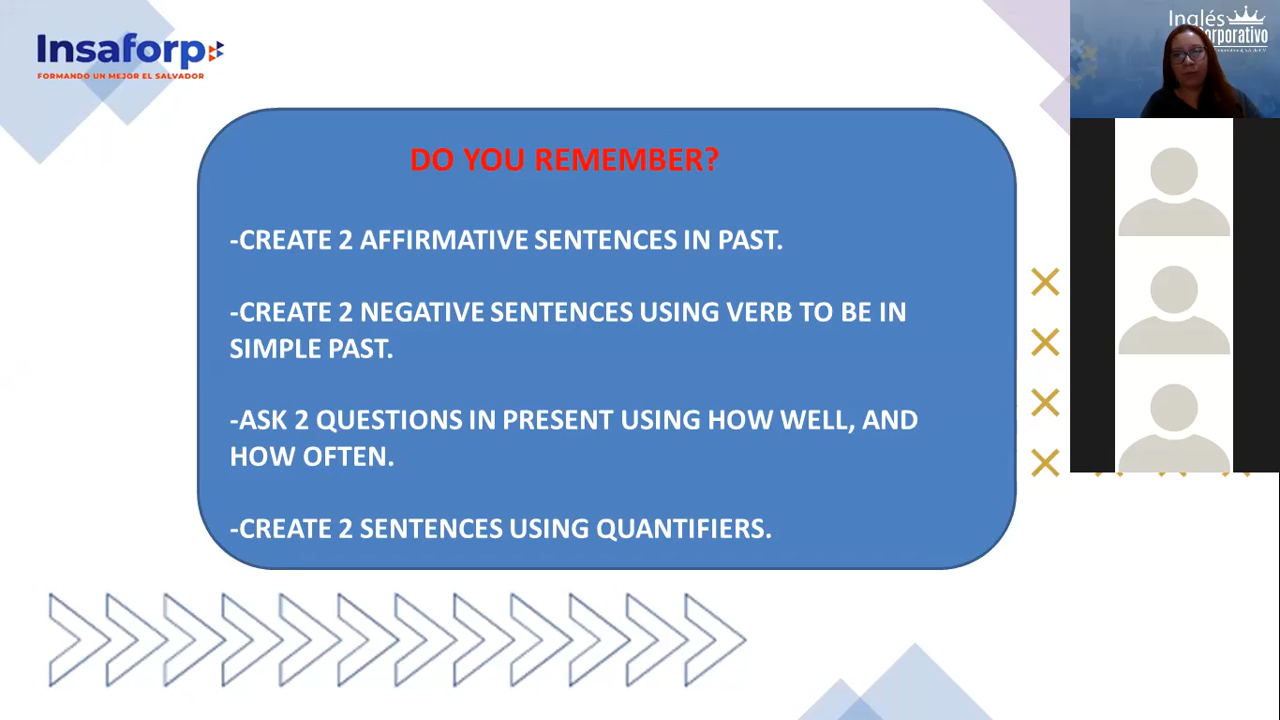 Insaforp
FORMANDO UN MEJOR EL SALVADOR
Inglés
DO YOU REMEMBER?
-CREATE 2 AFFIRMATIVE SENTENCES IN PAST.
-CREATE 2 NEGATIVE SENTENCES USING VERB TO BE IN
SIMPLE PAST.
-ASK 2 QUESTIONS IN PRESENT USING HOW WELL, AND
HOW OFTEN.
-CREATE 2 SENTENCES USING QUANTIFIERS.